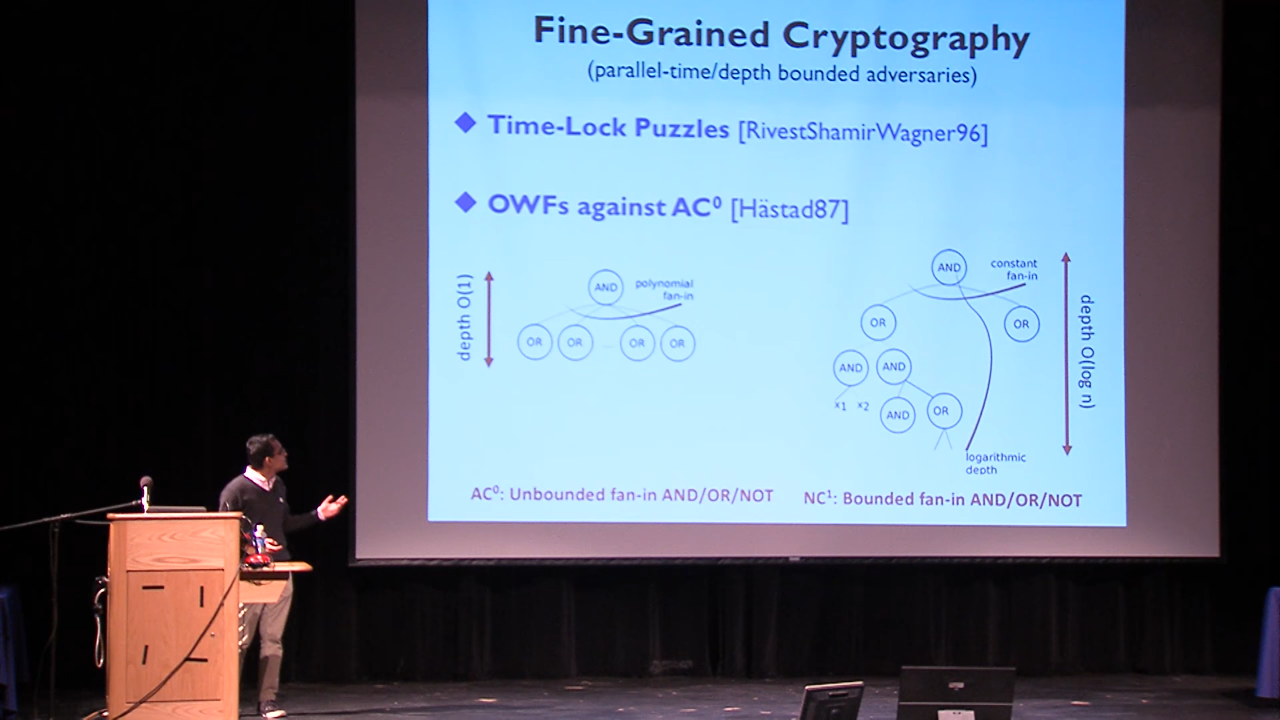 Fine-Grained Cryptography
(parallel-time/depth bounded adversaries)
◆ Time-Lock Puzzles [RivestShamirWagner96]
◆ OWFs against AC⁰ [Håstad87]
depth O(1)
AND
polynomial
fan-in
OR OR ... OR OR
AC⁰: Unbounded fan-in AND/OR/NOT
AND
constant
fan-in
OR OR
AND AND
x1 x2
AND OR
logarithmic
depth
depth O(log n)
NC¹: Bounded fan-in AND/OR/NOT